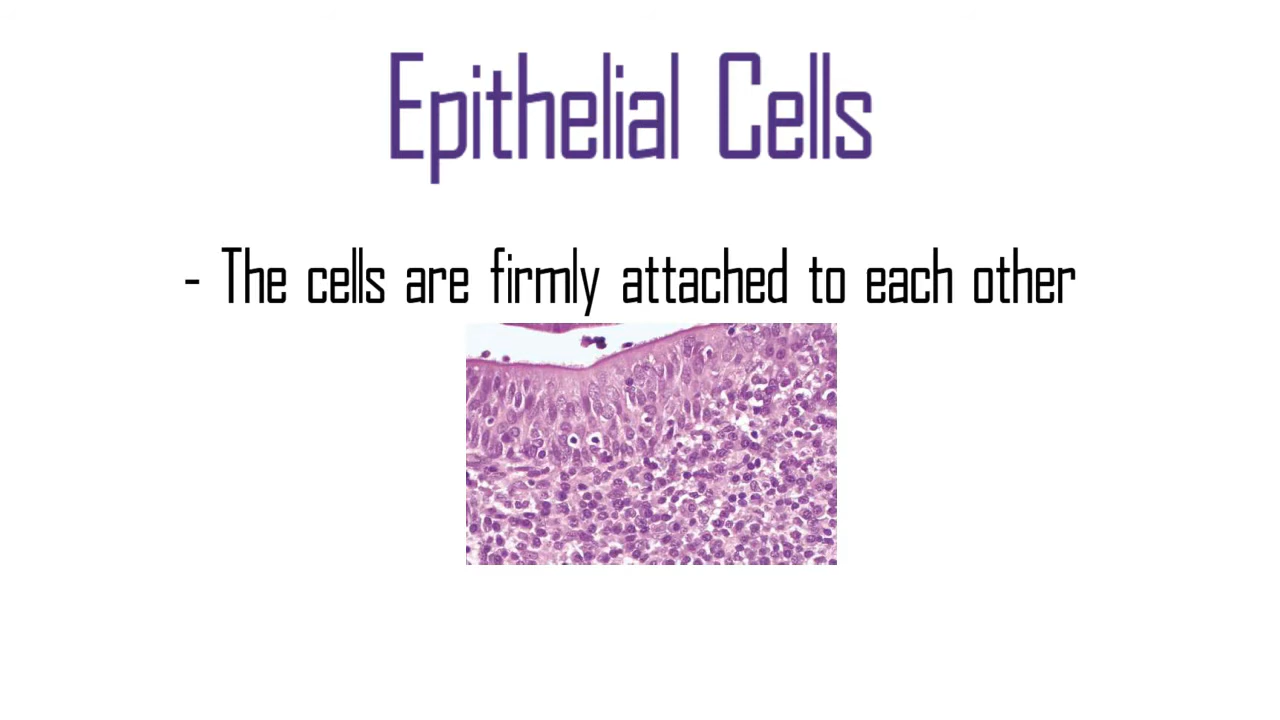 Epithelial Cells
- The cells are firmly attached to each other